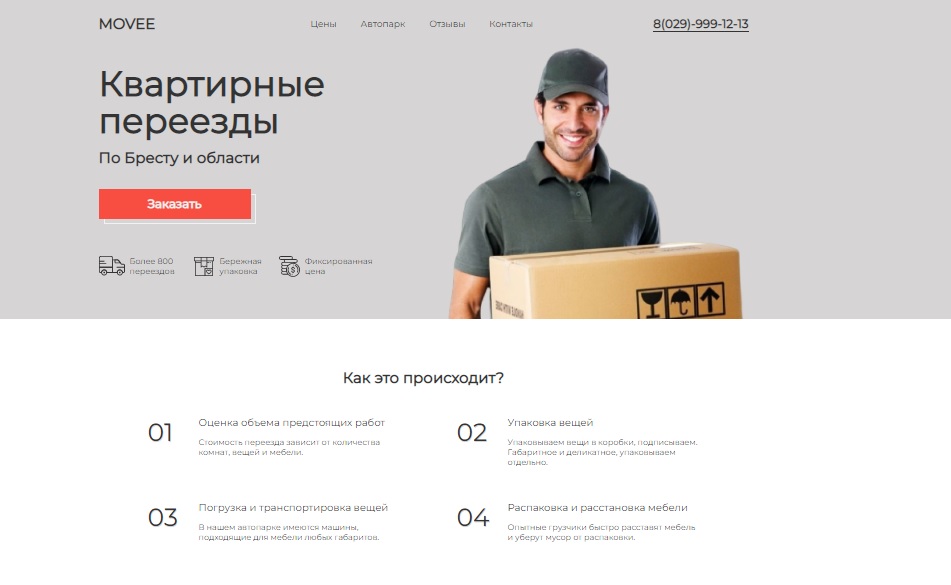 MOVEE
Цены
Автопарк
Отзывы
Контакты
8(029)-999-12-13
Квартирные
переезды
По Бресту и области
Заказать
Более 800
переездов
Бережная
упаковка
Фиксированная
цена
Как это происходит?
01
Оценка объема предстоящих работ
Стоимость переезда зависит от количества
комнат, вещей и мебели.
02
Упаковка вещей
Упаковываем вещи в коробки, подписываем.
Габаритное и деликатное, упаковываем
отдельно.
03
Погрузка и транспортировка вещей
В нашем автопарке имеются машины,
подходящие для мебели любых габаритов.
04
Распаковка и расстановка мебели
Опытные грузчики быстро расставят мебель
и уберут мусор от распаковки.